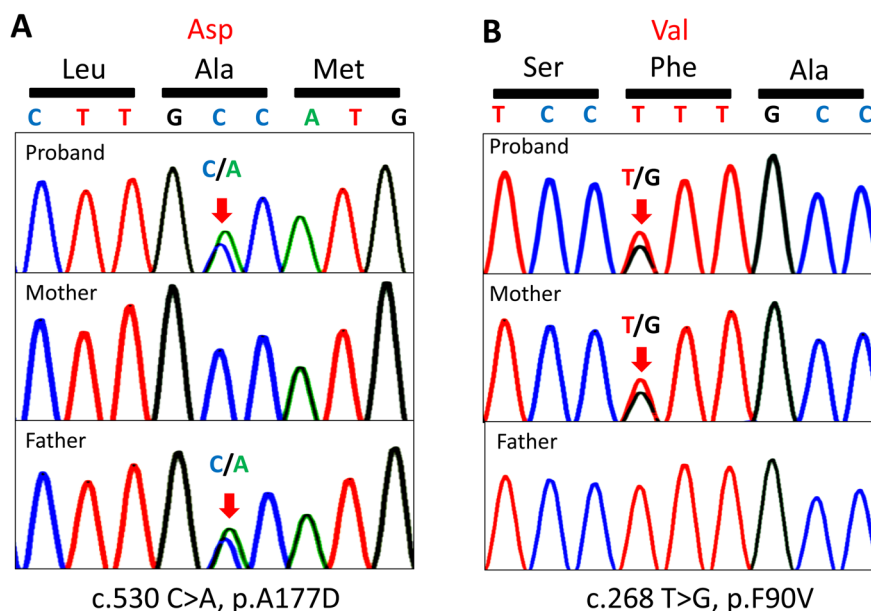 A
Asp
Leu Ala Met
C T T G C C A T G
Proband
C/A
Mother
Father
C/A
c.530 C>A, p.A177D
B
Val
Ser Phe Ala
T C C T T T G C C
Proband
T/G
Mother
T/G
Father
c.268 T>G, p.F90V